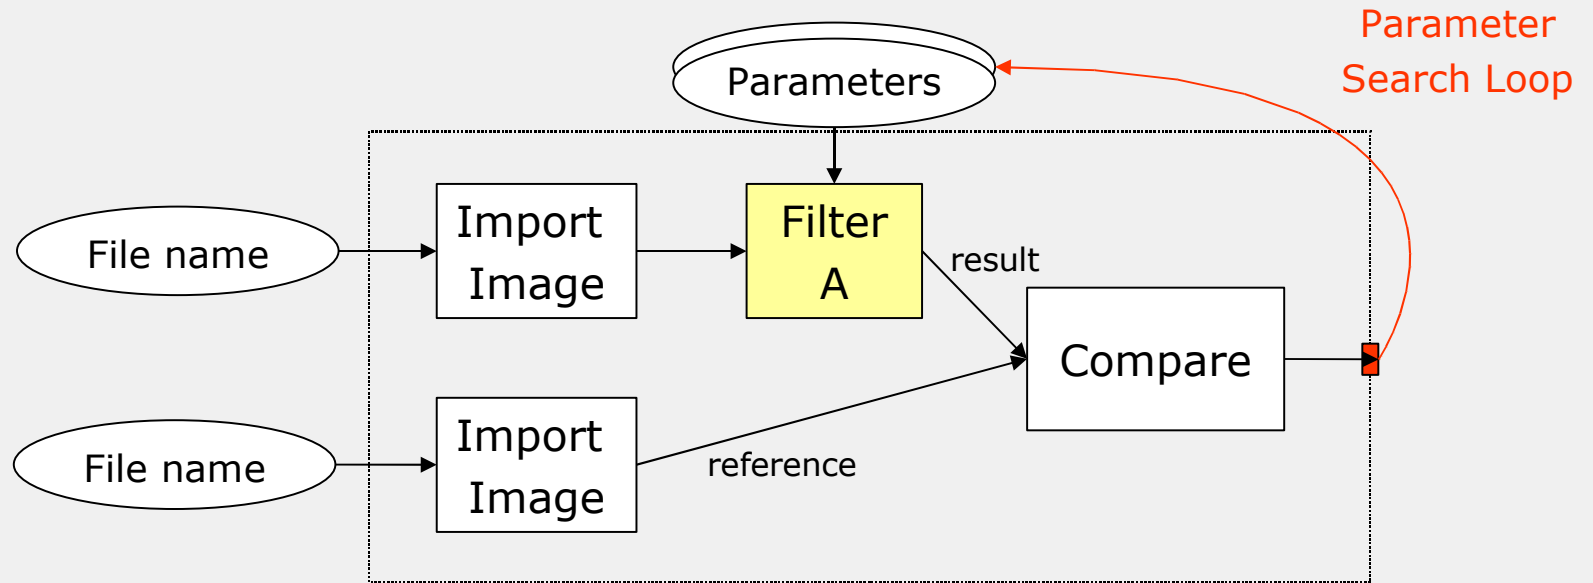 Parameter
Search Loop
Parameters
File name
Import
Image
Filter
A
result
Compare
File name
Import
Image
reference